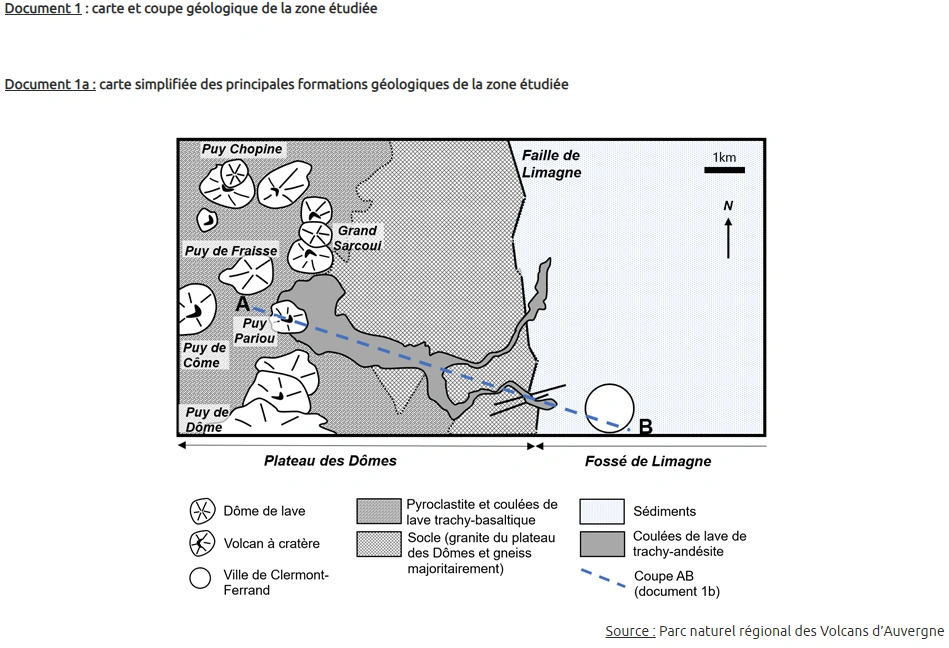 Document 1 : carte et coupe géologique de la zone étudiée
Document 1a : carte simplifiée des principales formations géologiques de la zone étudiée
Puy Chopine
Faille de
Limagne
1km
N
Grand
Sarcoui
Puy de Fraisse
A
Puy
Pariou
Puy de
Côme
Puy de
Dôme
B
Plateau des Dômes
Fossé de Limagne
Dôme de lave
Volcan à cratère
Ville de Clermont-
Ferrand
Pyroclastite et coulées de
lave trachy-basaltique
Socle (granite du plateau
des Dômes et gneiss
majoritairement)
Sédiments
Coulées de lave de
trachy-andésite
Coupe AB
(document 1b)
Source : Parc naturel régional des Volcans d’Auvergne